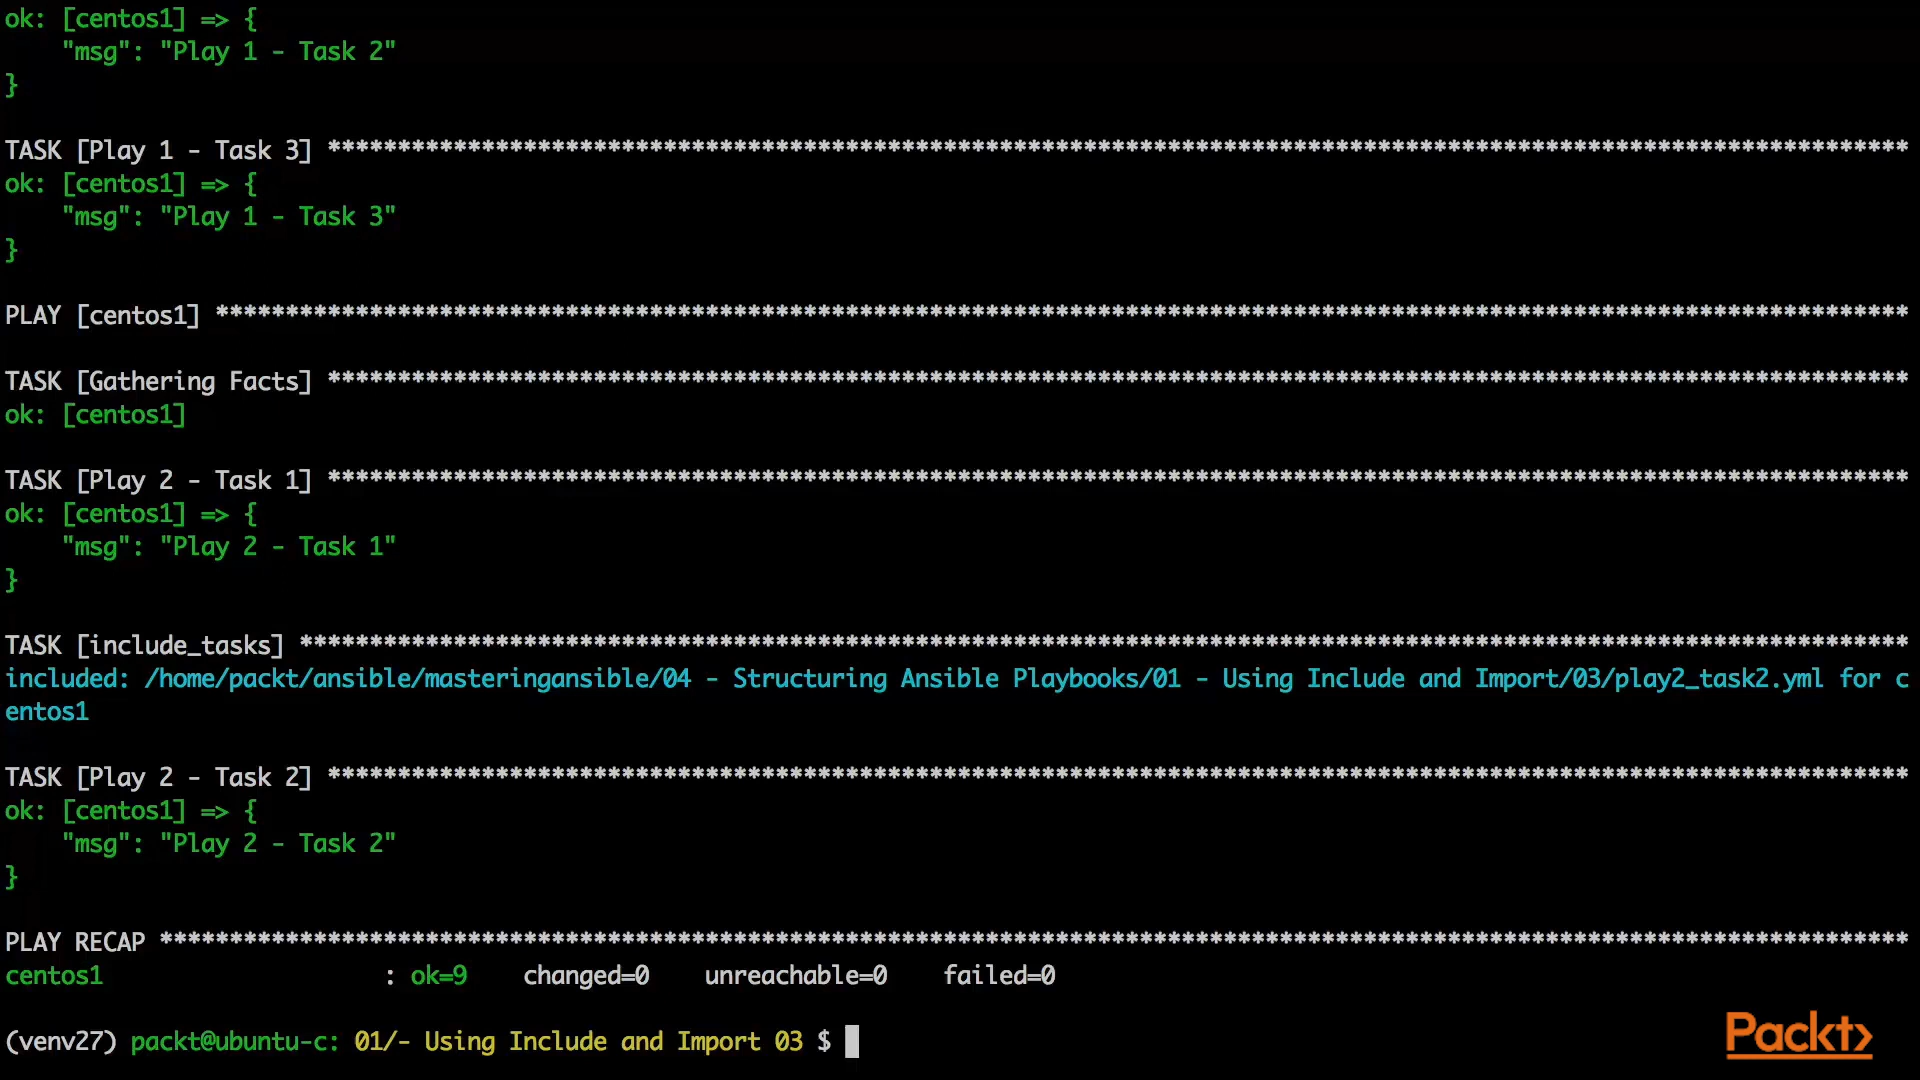 ok: [centos1] => {
    "msg": "Play 1 - Task 2"
}

TASK [Play 1 - Task 3] *****************************************************************************************************************
ok: [centos1] => {
    "msg": "Play 1 - Task 3"
}

PLAY [centos1] *************************************************************************************************************************

TASK [Gathering Facts] *****************************************************************************************************************
ok: [centos1]

TASK [Play 2 - Task 1] *****************************************************************************************************************
ok: [centos1] => {
    "msg": "Play 2 - Task 1"
}

TASK [include_tasks] *******************************************************************************************************************
included: /home/packt/ansible/masteringansible/04 - Structuring Ansible Playbooks/01 - Using Include and Import/03/play2_task2.yml for c
entos1

TASK [Play 2 - Task 2] *****************************************************************************************************************
ok: [centos1] => {
    "msg": "Play 2 - Task 2"
}

PLAY RECAP *****************************************************************************************************************************
centos1                    : ok=9    changed=0    unreachable=0    failed=0

(venv27) packt@ubuntu-c: 01/- Using Include and Import 03 $
Packt>